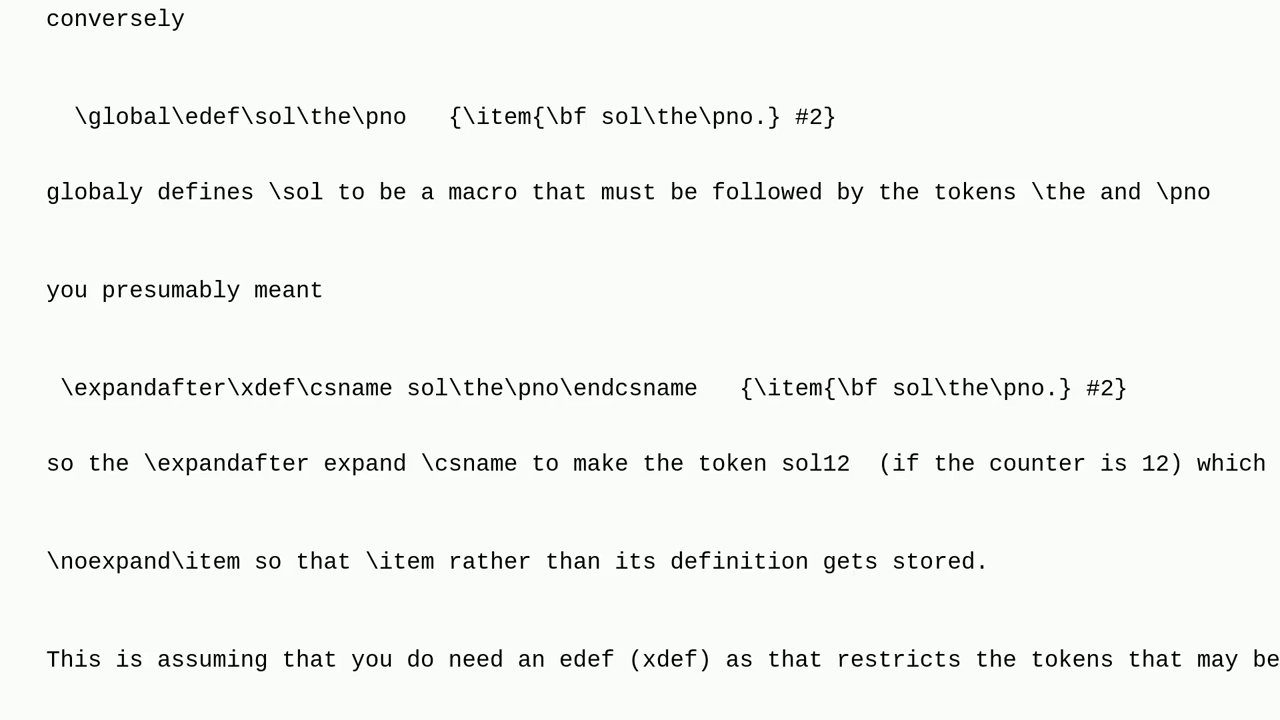 conversely
\global\edef\sol\the\pno   {\item{\bf sol\the\pno.} #2}
globaly defines \sol to be a macro that must be followed by the tokens \the and \pno
you presumably meant
\expandafter\xdef\csname sol\the\pno\endcsname   {\item{\bf sol\the\pno.} #2}
so the \expandafter expand \csname to make the token sol12  (if the counter is 12) which
\noexpand\item so that \item rather than its definition gets stored.
This is assuming that you do need an edef (xdef) as that restricts the tokens that may be